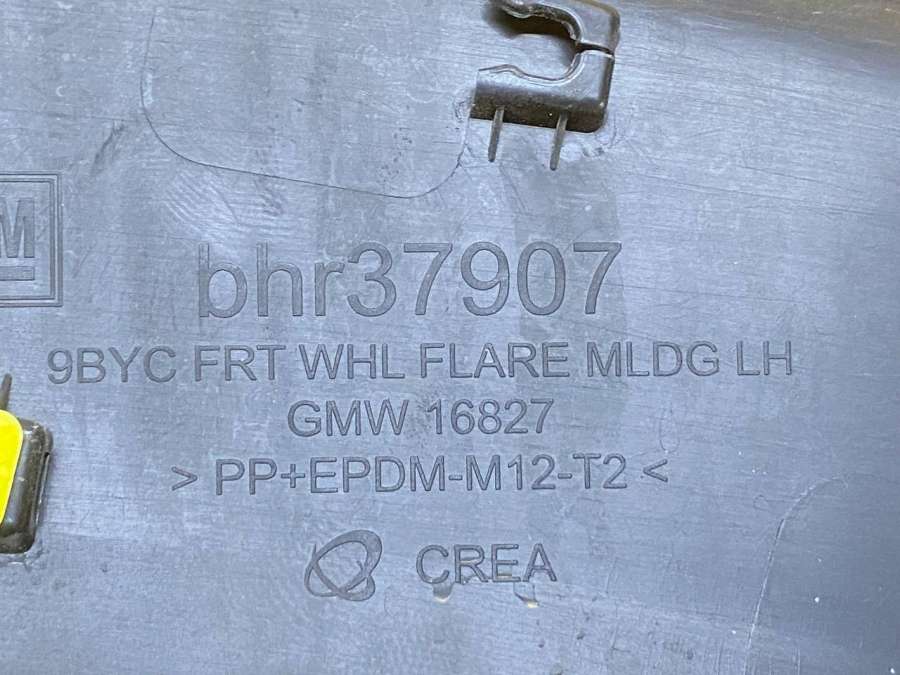 M
bhr37907
9BYC FRT WHL FLARE MLDG LH
GMW 16827
> PP+EPDM-M12-T2 <
CREA